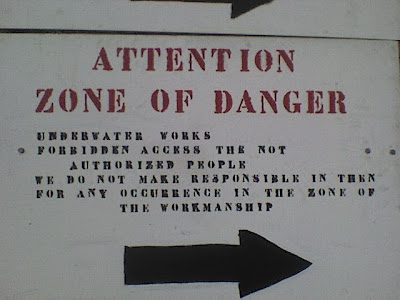 ATTENTION
ZONE OF DANGER
UNDERWATER WORKS
FORBIDDEN ACCESS THE NOT
AUTHORIZED PEOPLE
WE DO NOT MAKE RESPONSIBLE IN THEN
FOR ANY OCCURRENCE IN THE ZONE OF
THE WORKMANSHIP